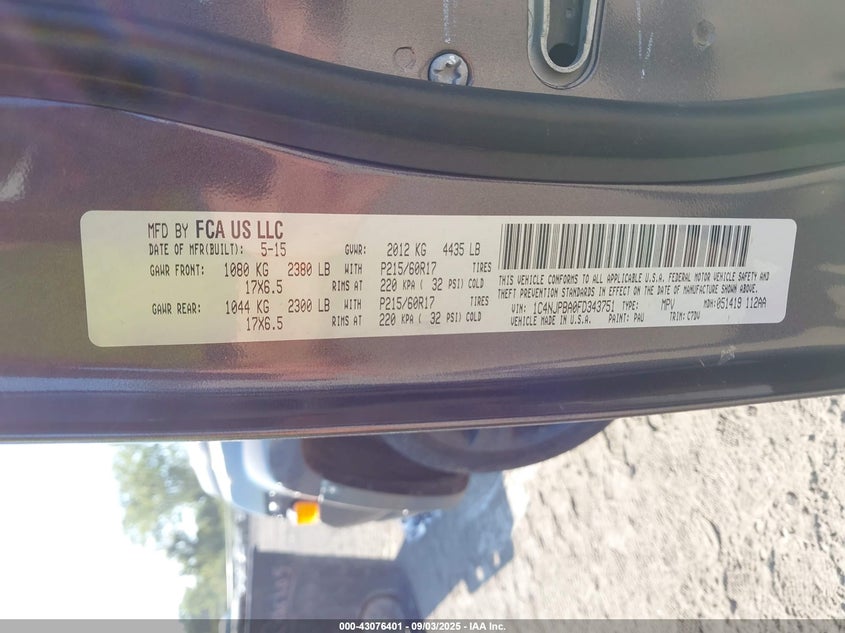 MFD BY FCA US LLC
DATE OF MFR(BUILT): 5-15 GVWR: 2012 KG 4435 LB
GAWR FRONT: 1080 KG 2380 LB WITH P215/60R17 TIRES
17X6.5 RIMS AT 220 KPA ( 32 PSI) COLD
GAWR REAR: 1044 KG 2300 LB WITH P215/60R17 TIRES
17X6.5 RIMS AT 220 KPA ( 32 PSI) COLD
THIS VEHICLE CONFORMS TO ALL APPLICABLE U.S.A. FEDERAL MOTOR VEHICLE SAFETY AND
THEFT PREVENTION STANDARDS IN EFFECT ON THE DATE OF MANUFACTURE SHOWN ABOVE.
VIN: 1C4NJPBA0FD343751 TYPE: MPV MDH: 051419 112AA
VEHICLE MADE IN U.S.A. PAINT: PAU TRIM: C7DV
000-43076401 - 09/03/2025 - IAA Inc.